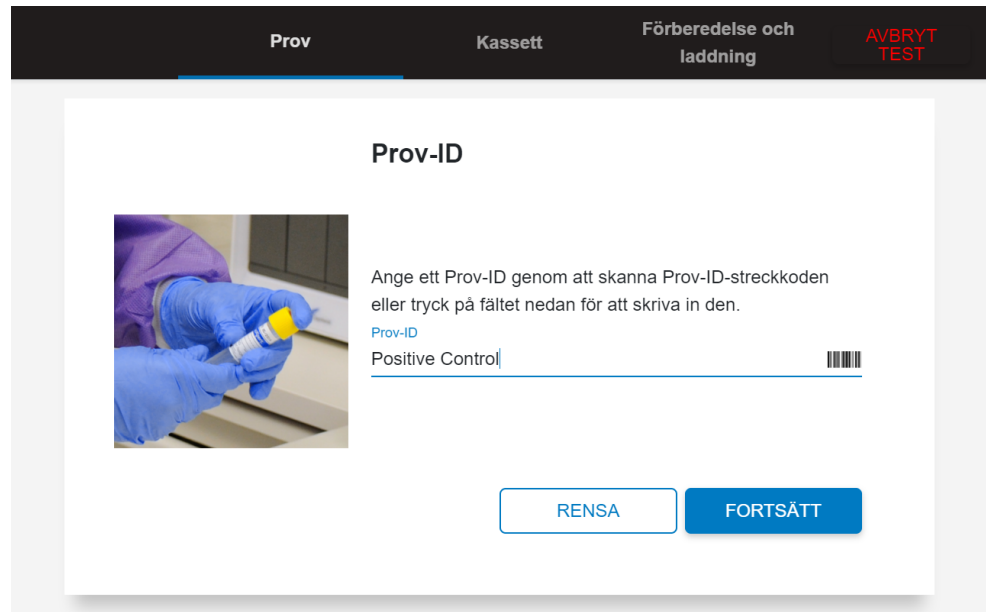 Prov
Kassett
Förberedelse och
laddning
AVBRYT
TEST
Prov-ID
Ange ett Prov-ID genom att skanna Prov-ID-streckkoden
eller tryck på fältet nedan för att skriva in den.
Prov-ID
Positive Control
RENSA
FORTSÄTT